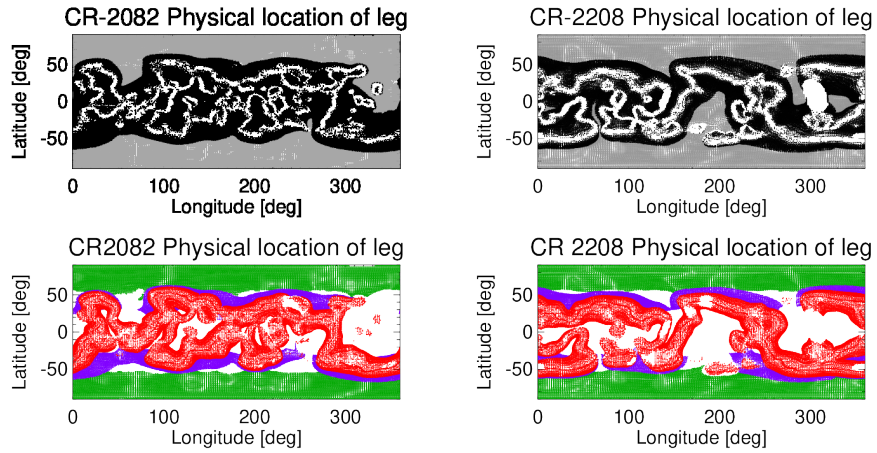 CR-2082 Physical location of leg
CR-2208 Physical location of leg
Latitude [deg]
50
0
-50
0
100
200
300
Longitude [deg]
Latitude [deg]
50
0
-50
0
100
200
300
Longitude [deg]
CR2082 Physical location of leg
CR 2208 Physical location of leg
Latitude [deg]
50
0
-50
0
100
200
300
Longitude [deg]
Latitude [deg]
50
0
-50
0
100
200
300
Longitude [deg]